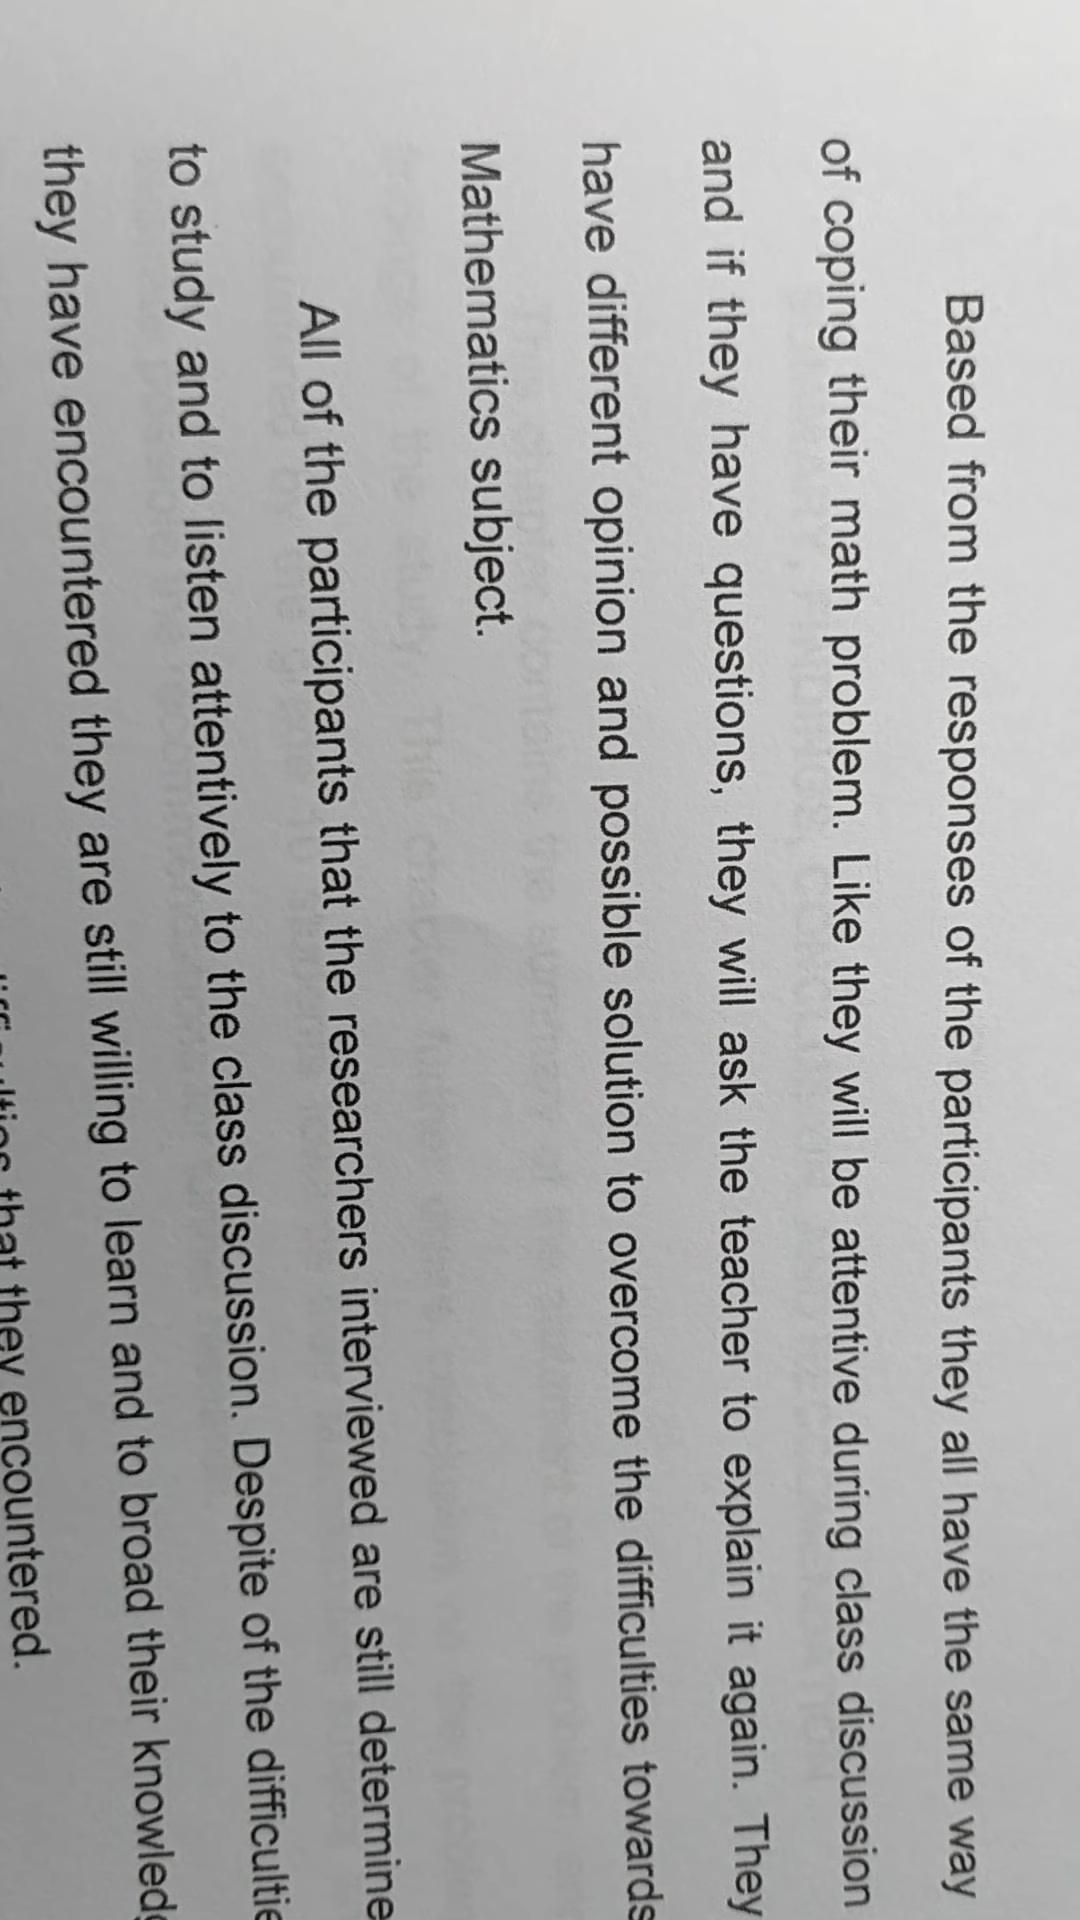 Based from the responses of the participants they all have the same way
of coping their math problem. Like they will be attentive during class discussion
and if they have questions, they will ask the teacher to explain it again. They
have different opinion and possible solution to overcome the difficulties towards
Mathematics subject.
All of the participants that the researchers interviewed are still determine
to study and to listen attentively to the class discussion. Despite of the
they have encountered they are still willing to learn and to broad their
that they encountered.